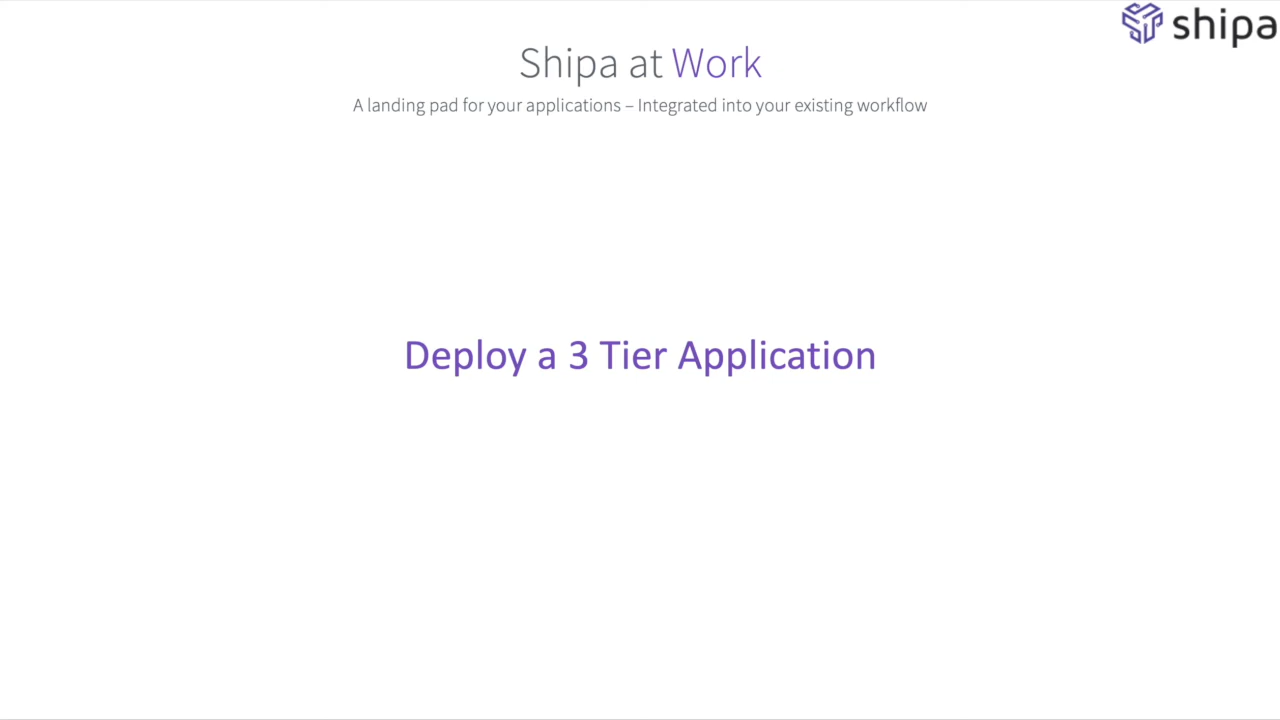 shipa
Shipa at Work
A landing pad for your applications – Integrated into your existing workflow
Deploy a 3 Tier Application